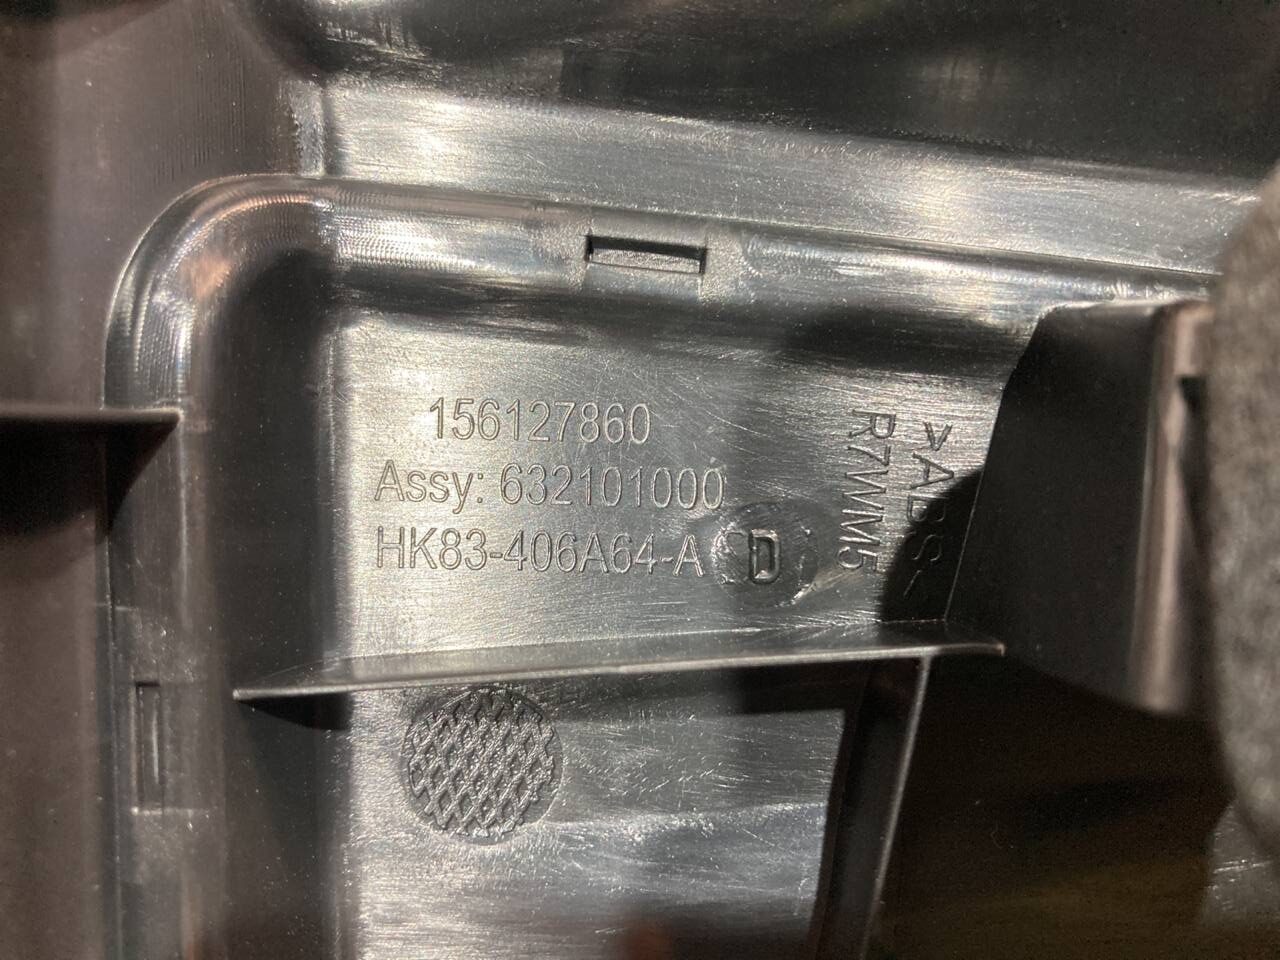 156127860
Assy: 632101000
HK83-406A64-A D
>ABS<
R7WM5